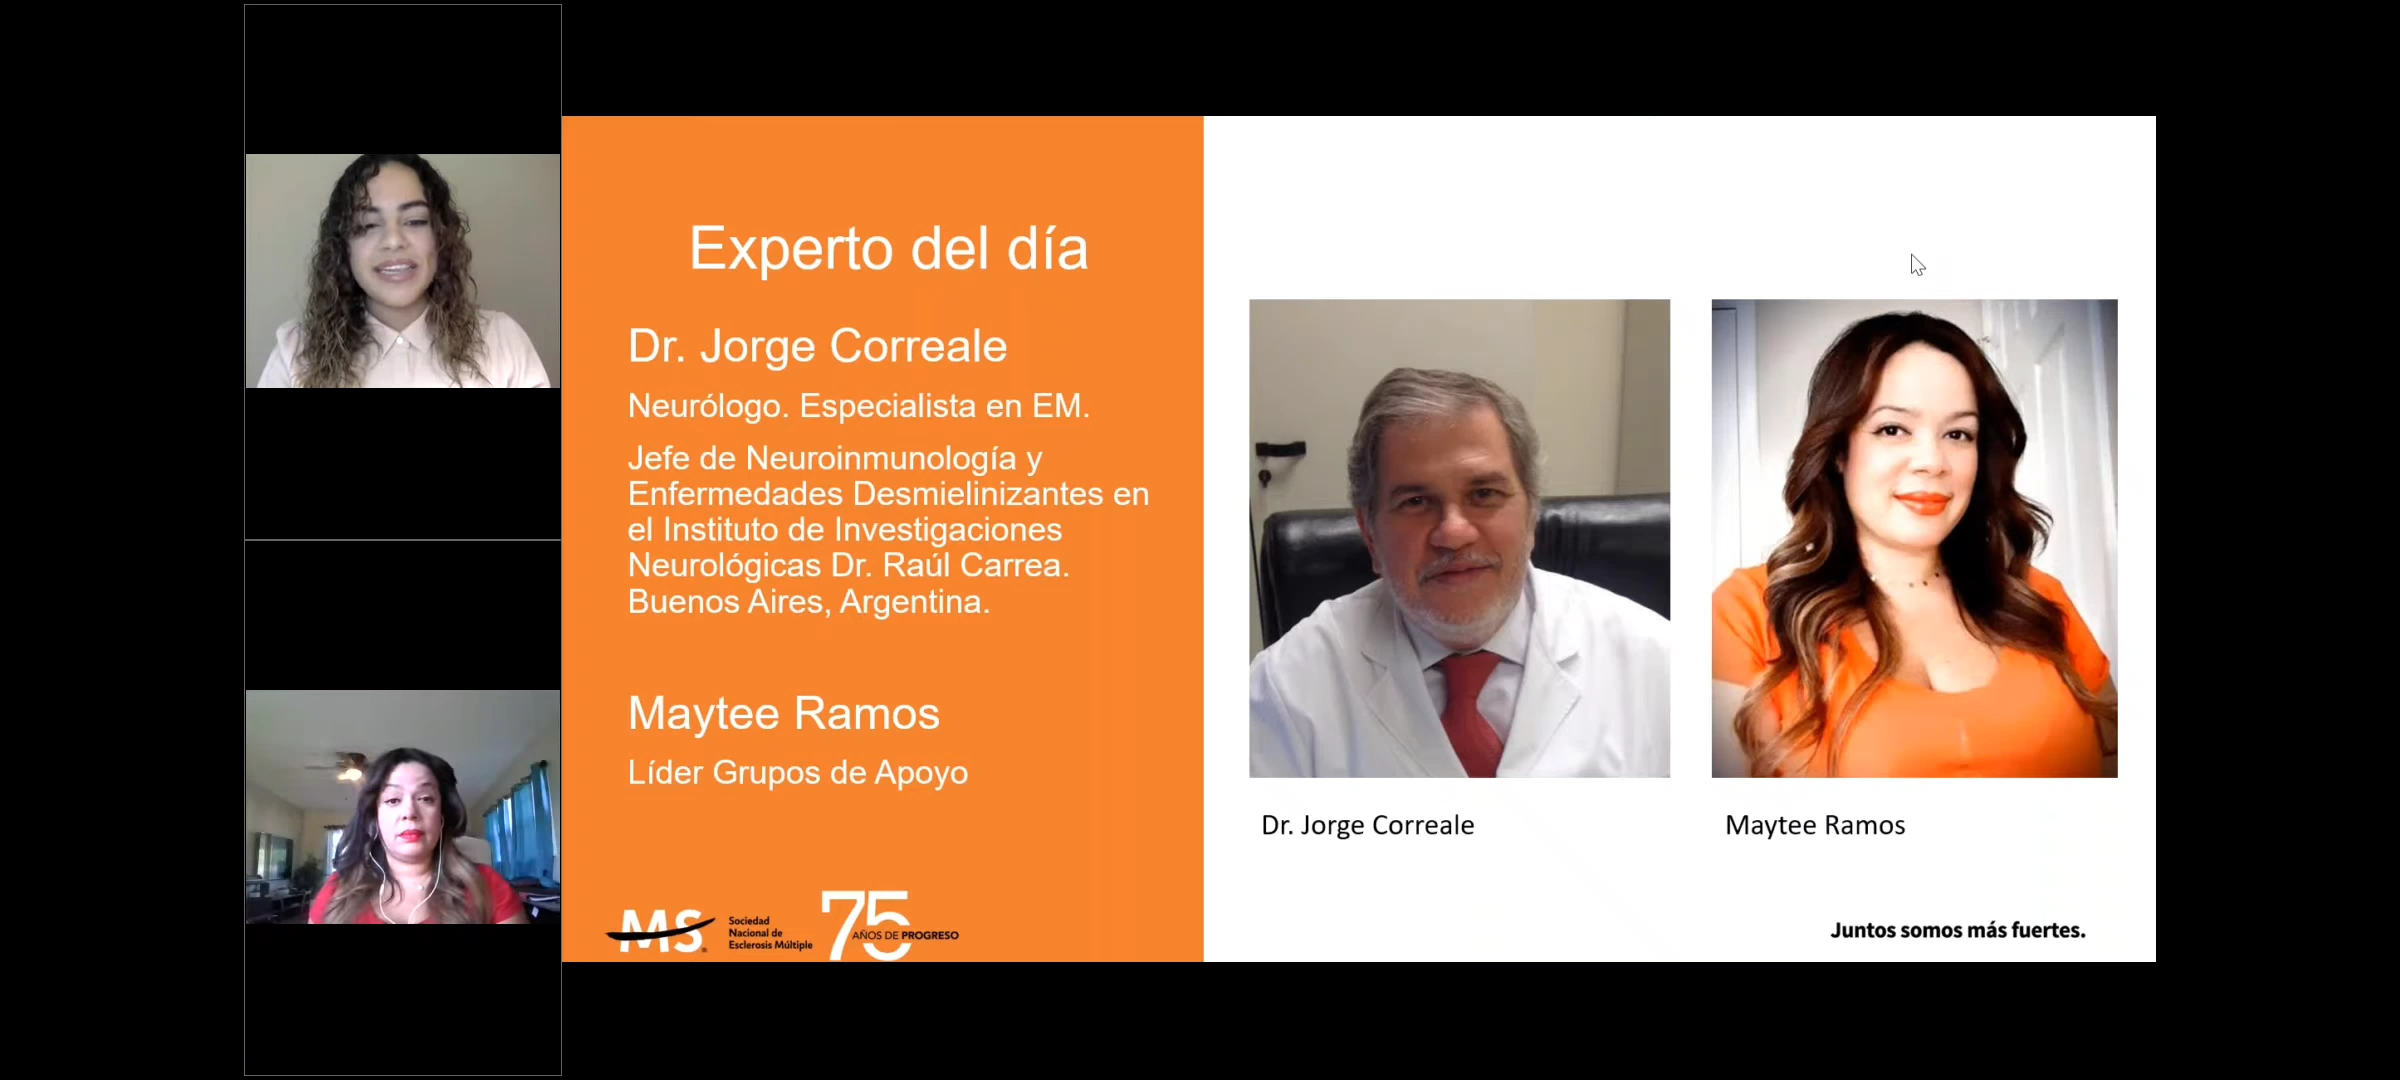 Experto del día
Dr. Jorge Correale
Neurólogo. Especialista en EM.
Jefe de Neuroinmunología y
Enfermedades Desmielinizantes en
el Instituto de Investigaciones
Neurológicas Dr. Raúl Carrea.
Buenos Aires, Argentina.
Maytee Ramos
Líder Grupos de Apoyo
MS
Sociedad
Nacional de
Esclerosis Múltiple
75
AÑOS DE PROGRESO
Dr. Jorge Correale
Maytee Ramos
Juntos somos más fuertes.